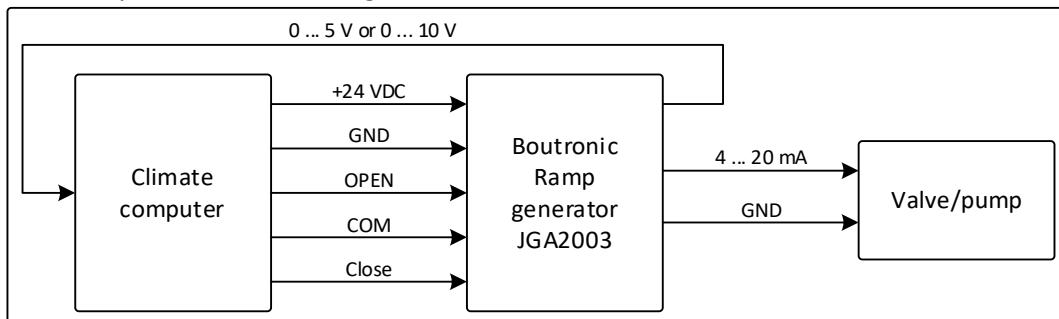 0 ... 5 V or 0 ... 10 V
Climate
computer
+24 VDC
GND
OPEN
COM
Close
Boutronic
Ramp
generator
JGA2003
4 ... 20 mA
GND
Valve/pump